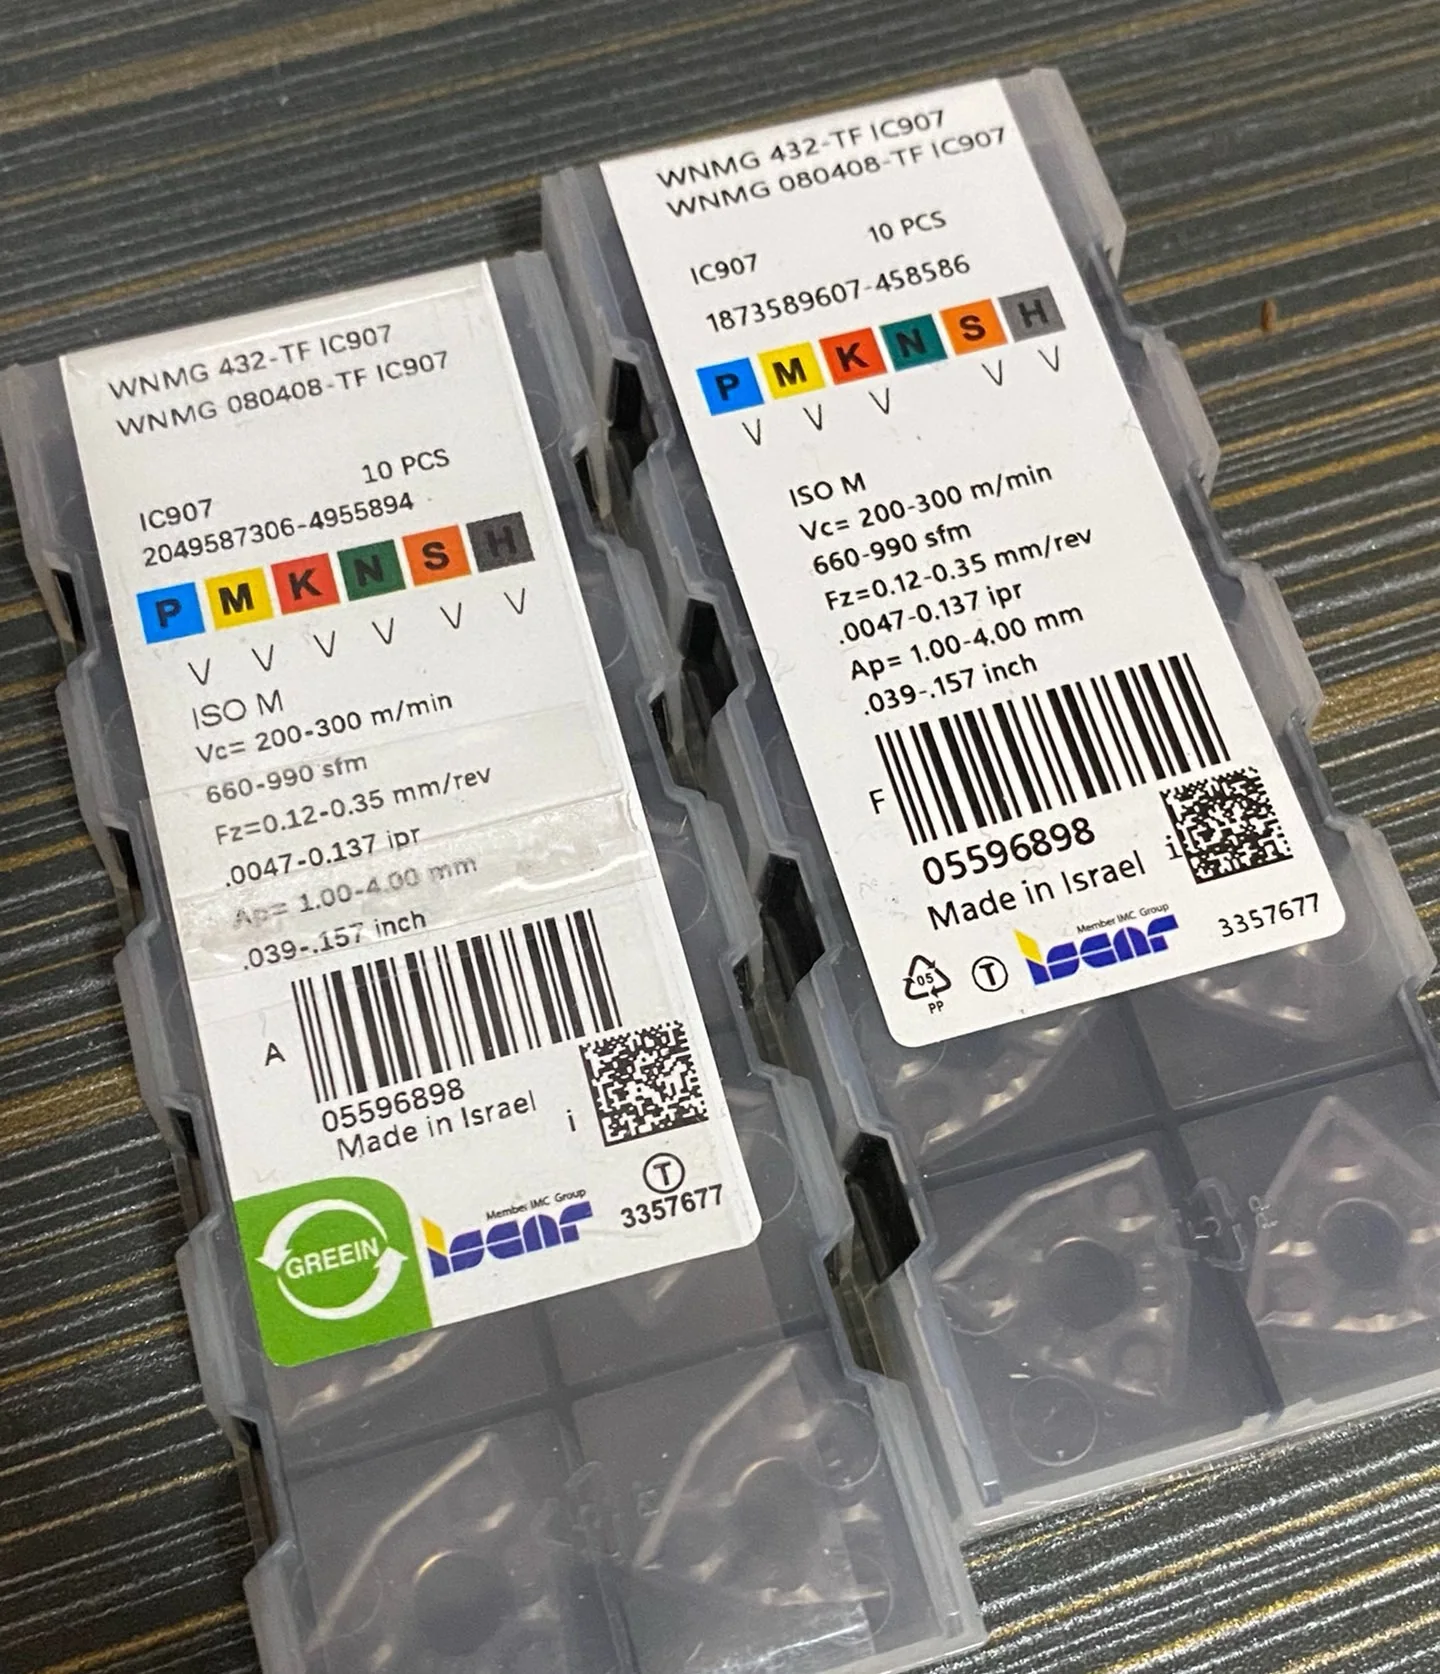 WNMG 432-TF IC907
WNMG 080408-TF IC907
10 PCS
IC907
2049587306-4955894
P M K N S H
V V V V V V
ISO M
Vc= 200-300 m/min
660-990 sfm
Fz=0.12-0.35 mm/rev
.0047-0.137 ipr
Ap= 1.00-4.00 mm
.039-.157 inch
A
05596898
Made in Israel
i
T
3357677
GREEIN
Member IMC Group
iscar
WNMG 432-TF IC907
WNMG 080408-TF IC907
10 PCS
IC907
1873589607-458586
P M K N S H
V V V V V
ISO M
Vc= 200-300 m/min
660-990 sfm
Fz=0.12-0.35 mm/rev
.0047-0.137 ipr
Ap= 1.00-4.00 mm
.039-.157 inch
F
05596898
Made in Israel
i
05
PP
T
Member IMC Group
iscar
3357677